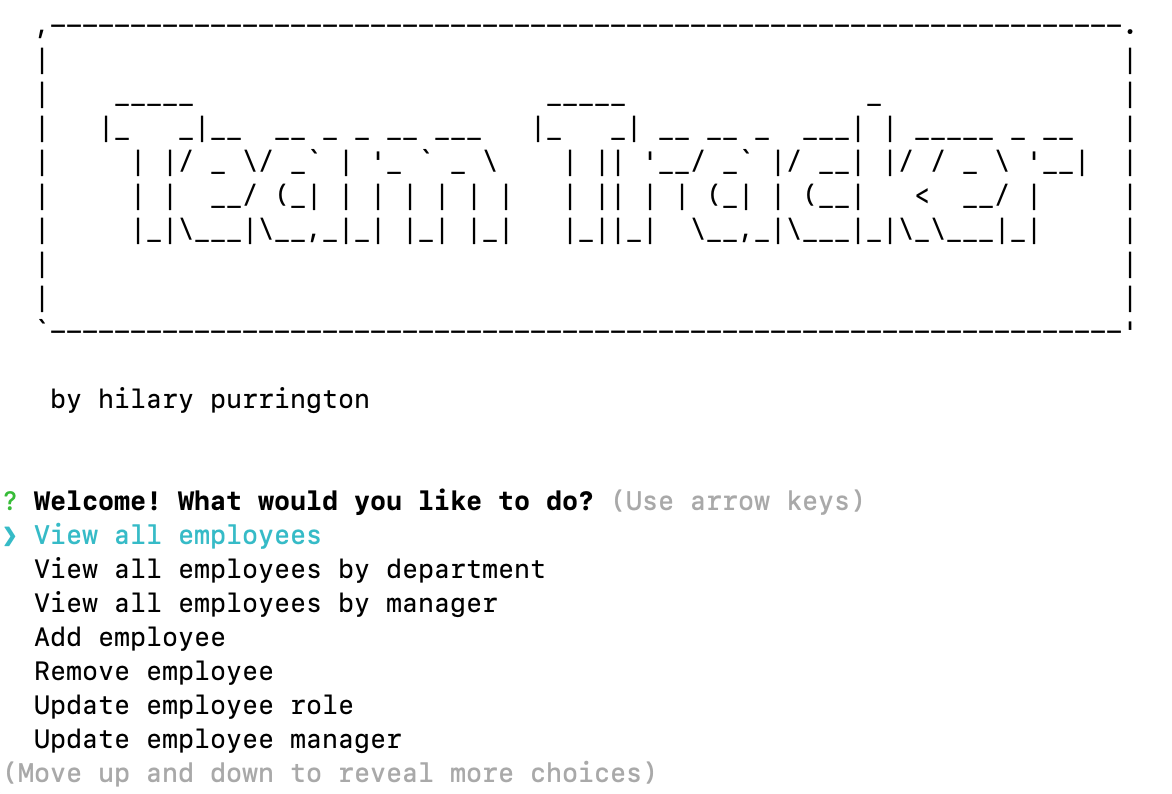 Team Tracker
by hilary purrington
? Welcome! What would you like to do? (Use arrow keys)
❯ View all employees
View all employees by department
View all employees by manager
Add employee
Remove employee
Update employee role
Update employee manager
(Move up and down to reveal more choices)